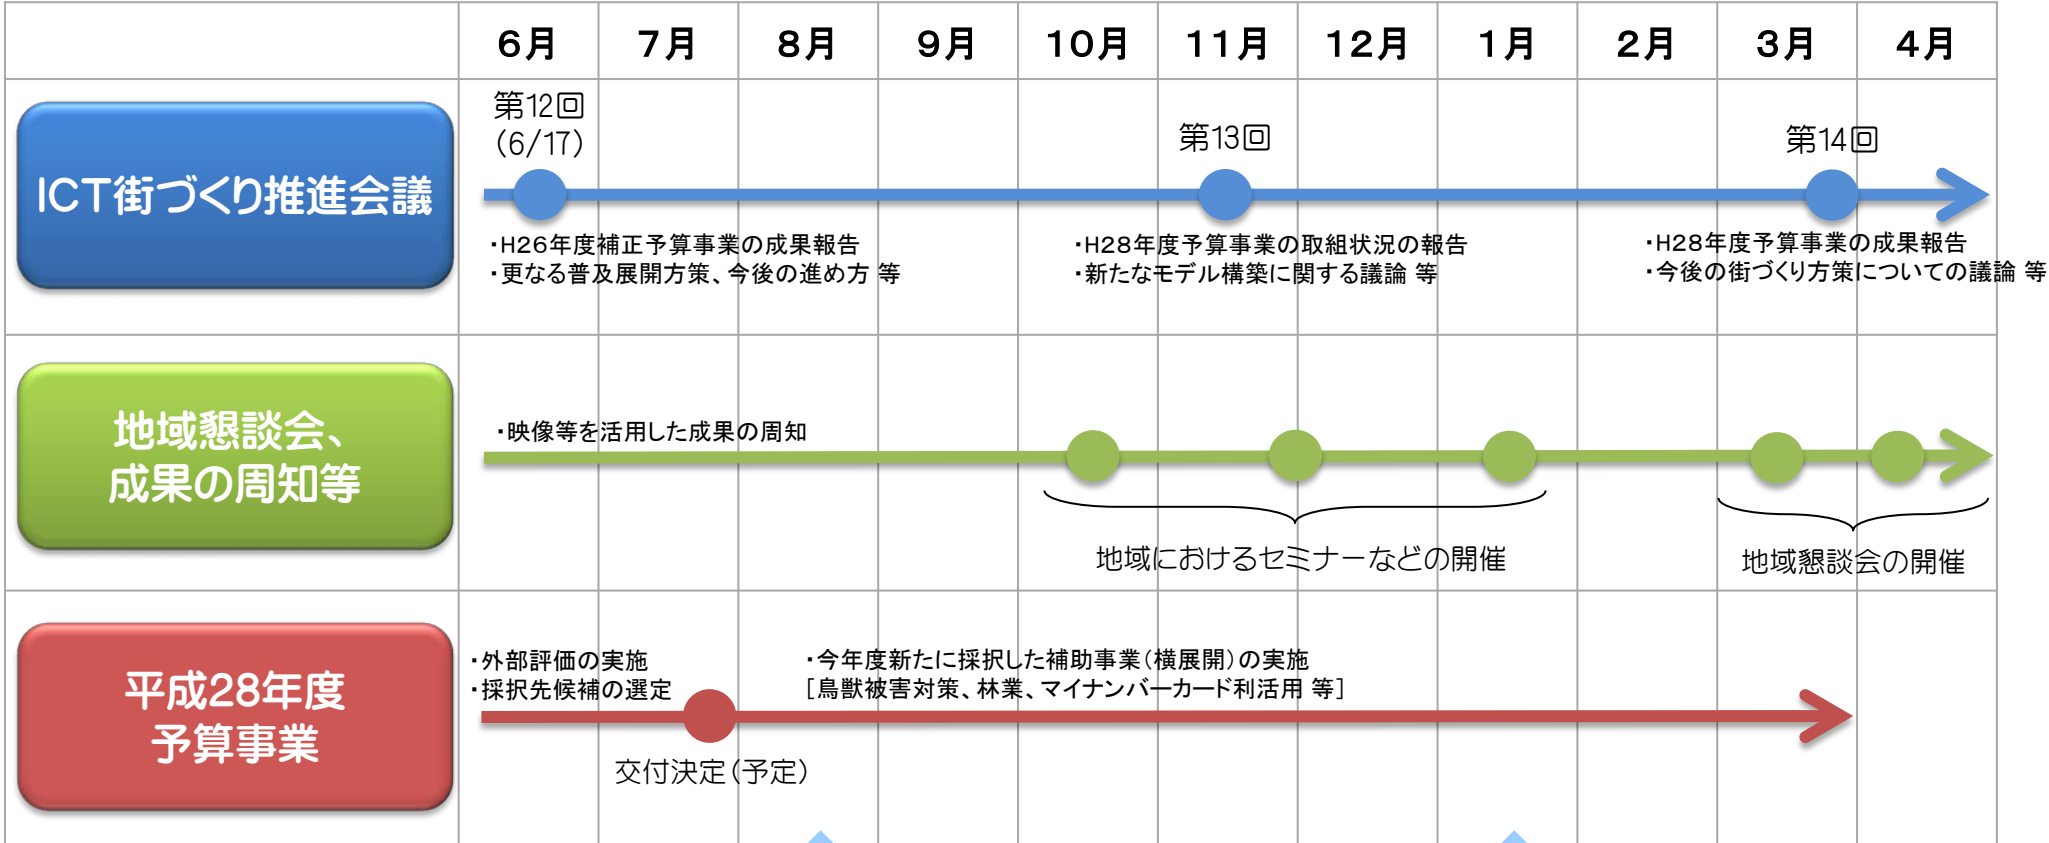 6月 7月 8月 9月 10月 11月 12月 1月 2月 3月 4月
ICT街づくり推進会議
第12回
(6/17)
第13回
第14回
・H26年度補正予算事業の成果報告
・更なる普及展開方策、今後の進め方 等
・H28年度予算事業の取組状況の報告
・新たなモデル構築に関する議論 等
・H28年度予算事業の成果報告
・今後の街づくり方策についての議論 等
地域懇談会、
成果の周知等
・映像等を活用した成果の周知
地域におけるセミナーなどの開催
地域懇談会の開催
平成28年度
予算事業
・外部評価の実施
・採択先候補の選定
・今年度新たに採択した補助事業(横展開)の実施
[鳥獣被害対策、林業、マイナンバーカード利活用 等]
交付決定(予定)